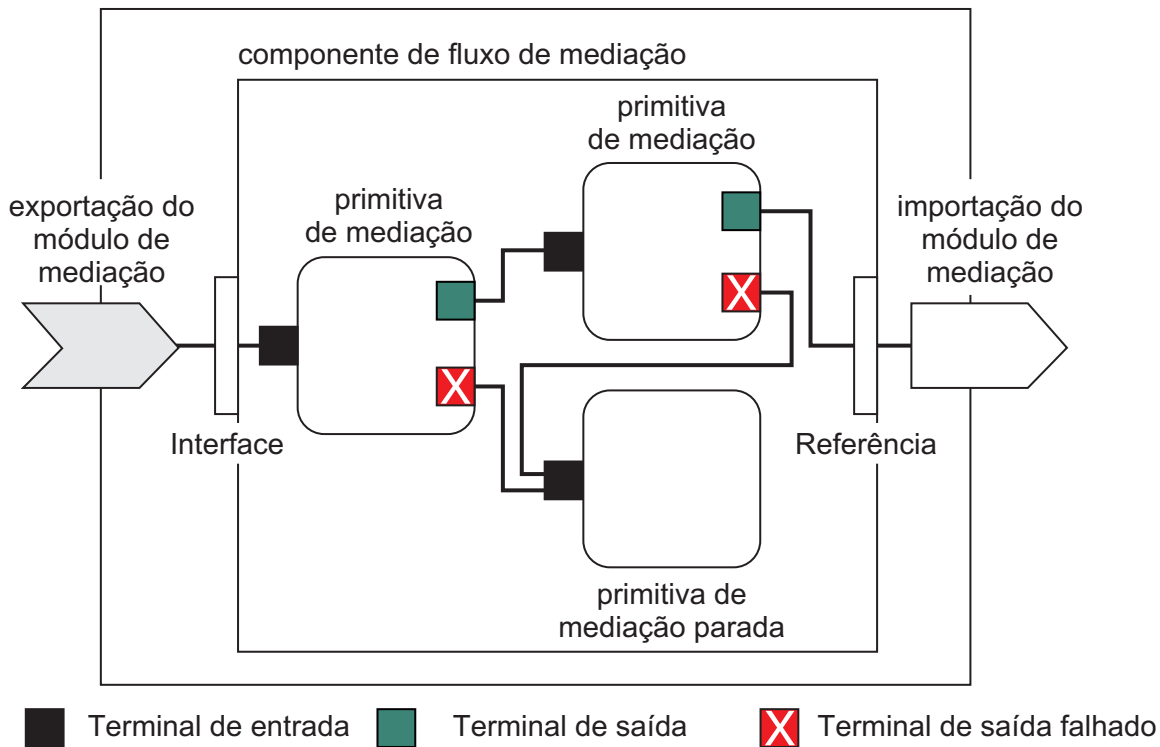 componente de fluxo de mediação
primitiva
de mediação
primitiva
de mediação
exportação do
módulo de
mediação
importação do
módulo de
mediação
Interface
Referência
primitiva de
mediação parada
X Terminal de entrada
Terminal de saída
X Terminal de saída falhado